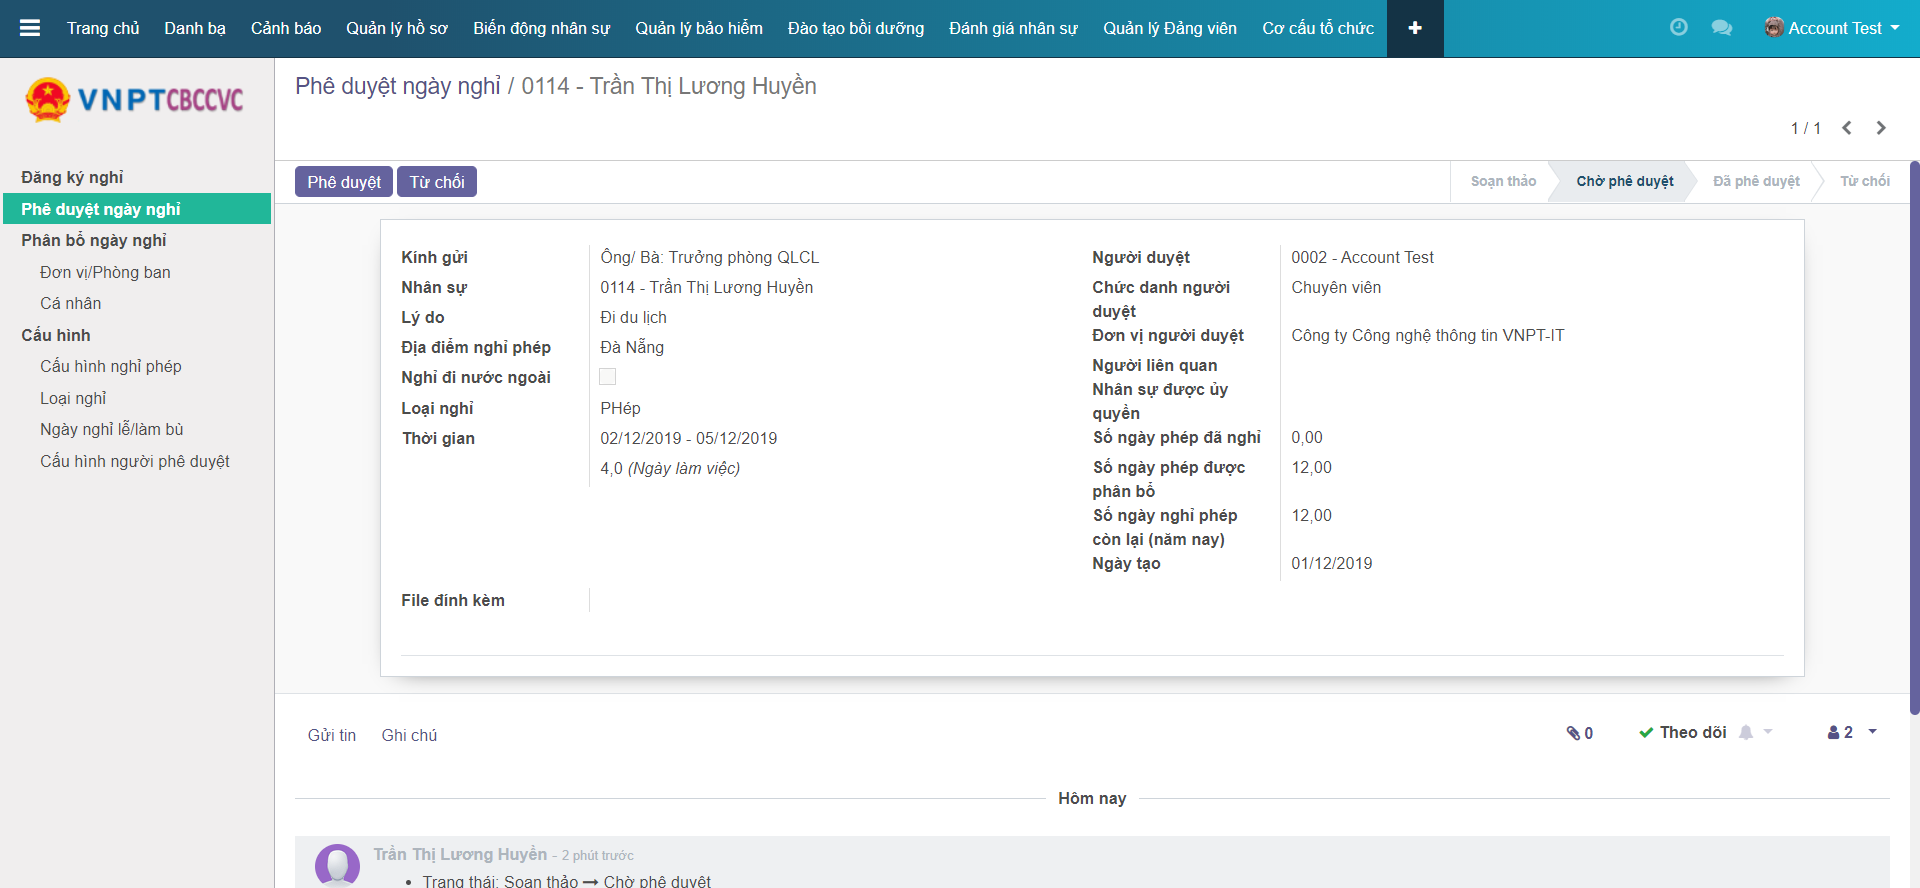 Trang chủ Danh bạ Cảnh báo Quản lý hồ sơ Biến động nhân sự Quản lý bảo hiểm Đào tạo bồi dưỡng Đánh giá nhân sự Quản lý Đảng viên Cơ cấu tổ chức + Account Test
VNPT CBCCVC
Phê duyệt ngày nghỉ / 0114 - Trần Thị Lương Huyền
1 / 1
Đăng ký nghỉ
Phê duyệt ngày nghỉ
Phân bổ ngày nghỉ
Đơn vị/Phòng ban
Cá nhân
Cấu hình
Cấu hình nghỉ phép
Loại nghỉ
Ngày nghỉ lễ/làm bù
Cấu hình người phê duyệt
Phê duyệt Từ chối
Soạn thảo Chờ phê duyệt Đã phê duyệt Từ chối
Kính gửi Ông/ Bà: Trưởng phòng QLCL
Nhân sự 0114 - Trần Thị Lương Huyền
Lý do Đi du lịch
Địa điểm nghỉ phép Đà Nẵng
Nghỉ đi nước ngoài
Loại nghỉ PHép
Thời gian 02/12/2019 - 05/12/2019
4,0 (Ngày làm việc)
Người duyệt 0002 - Account Test
Chức danh người Chuyên viên
duyệt
Đơn vị người duyệt Công ty Công nghệ thông tin VNPT-IT
Người liên quan
Nhân sự được ủy
quyền
Số ngày phép đã nghỉ 0,00
Số ngày phép được 12,00
phân bổ
Số ngày nghỉ phép 12,00
còn lại (năm nay)
Ngày tạo 01/12/2019
File đính kèm
Gửi tin Ghi chú
0 Theo dõi 2
Hôm nay
Trần Thị Lương Huyền - 2 phút trước
• Trạng thái: Soạn thảo → Chờ phê duyệt